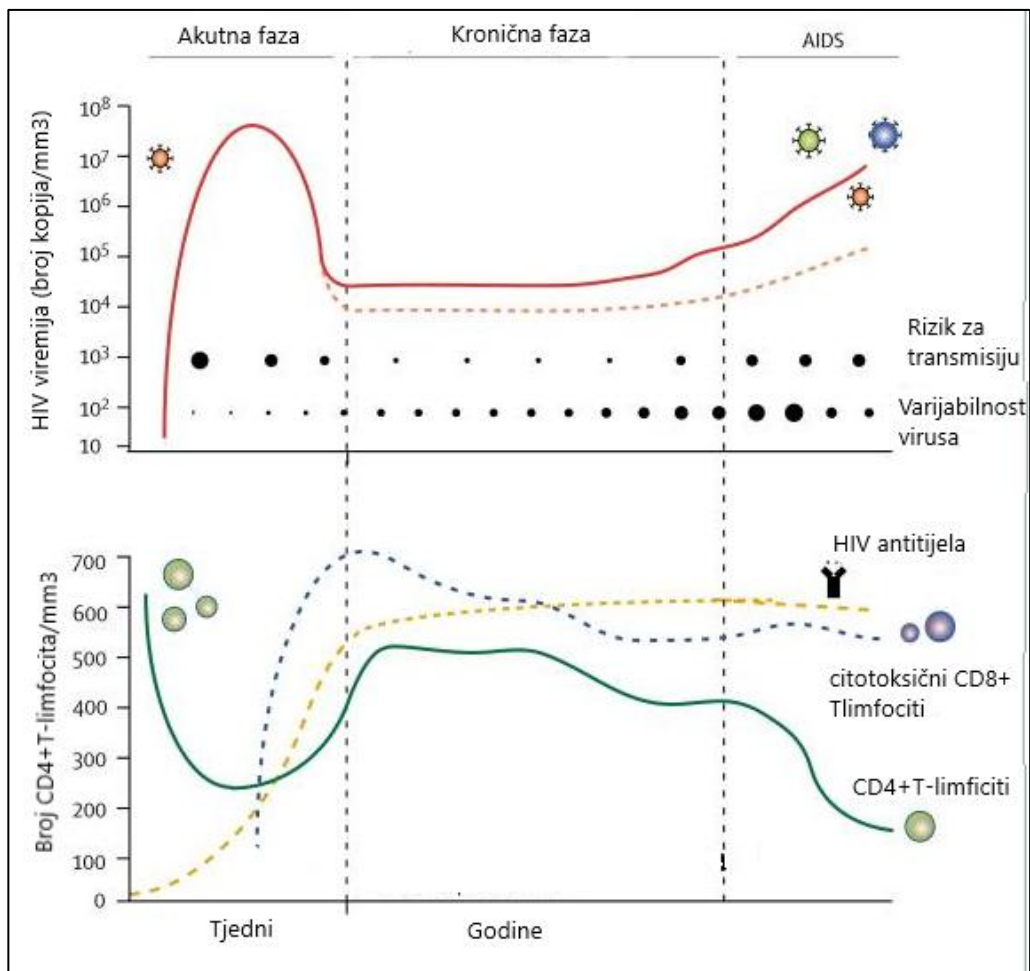 Akutna faza
Kronična faza
AIDS
HIV viremija (broj kopija/mm3)
10⁸
10⁷
10⁶
10⁵
10⁴
10³
10²
10
Rizik za
transmisiju
Varijabilnost
virusa
Broj CD4+T-limfocita/mm3
700
600
500
400
300
200
100
0
HIV antitijela
citotoksični CD8+
Tlimfociti
CD4+T-limficiti
Tjedni
Godine